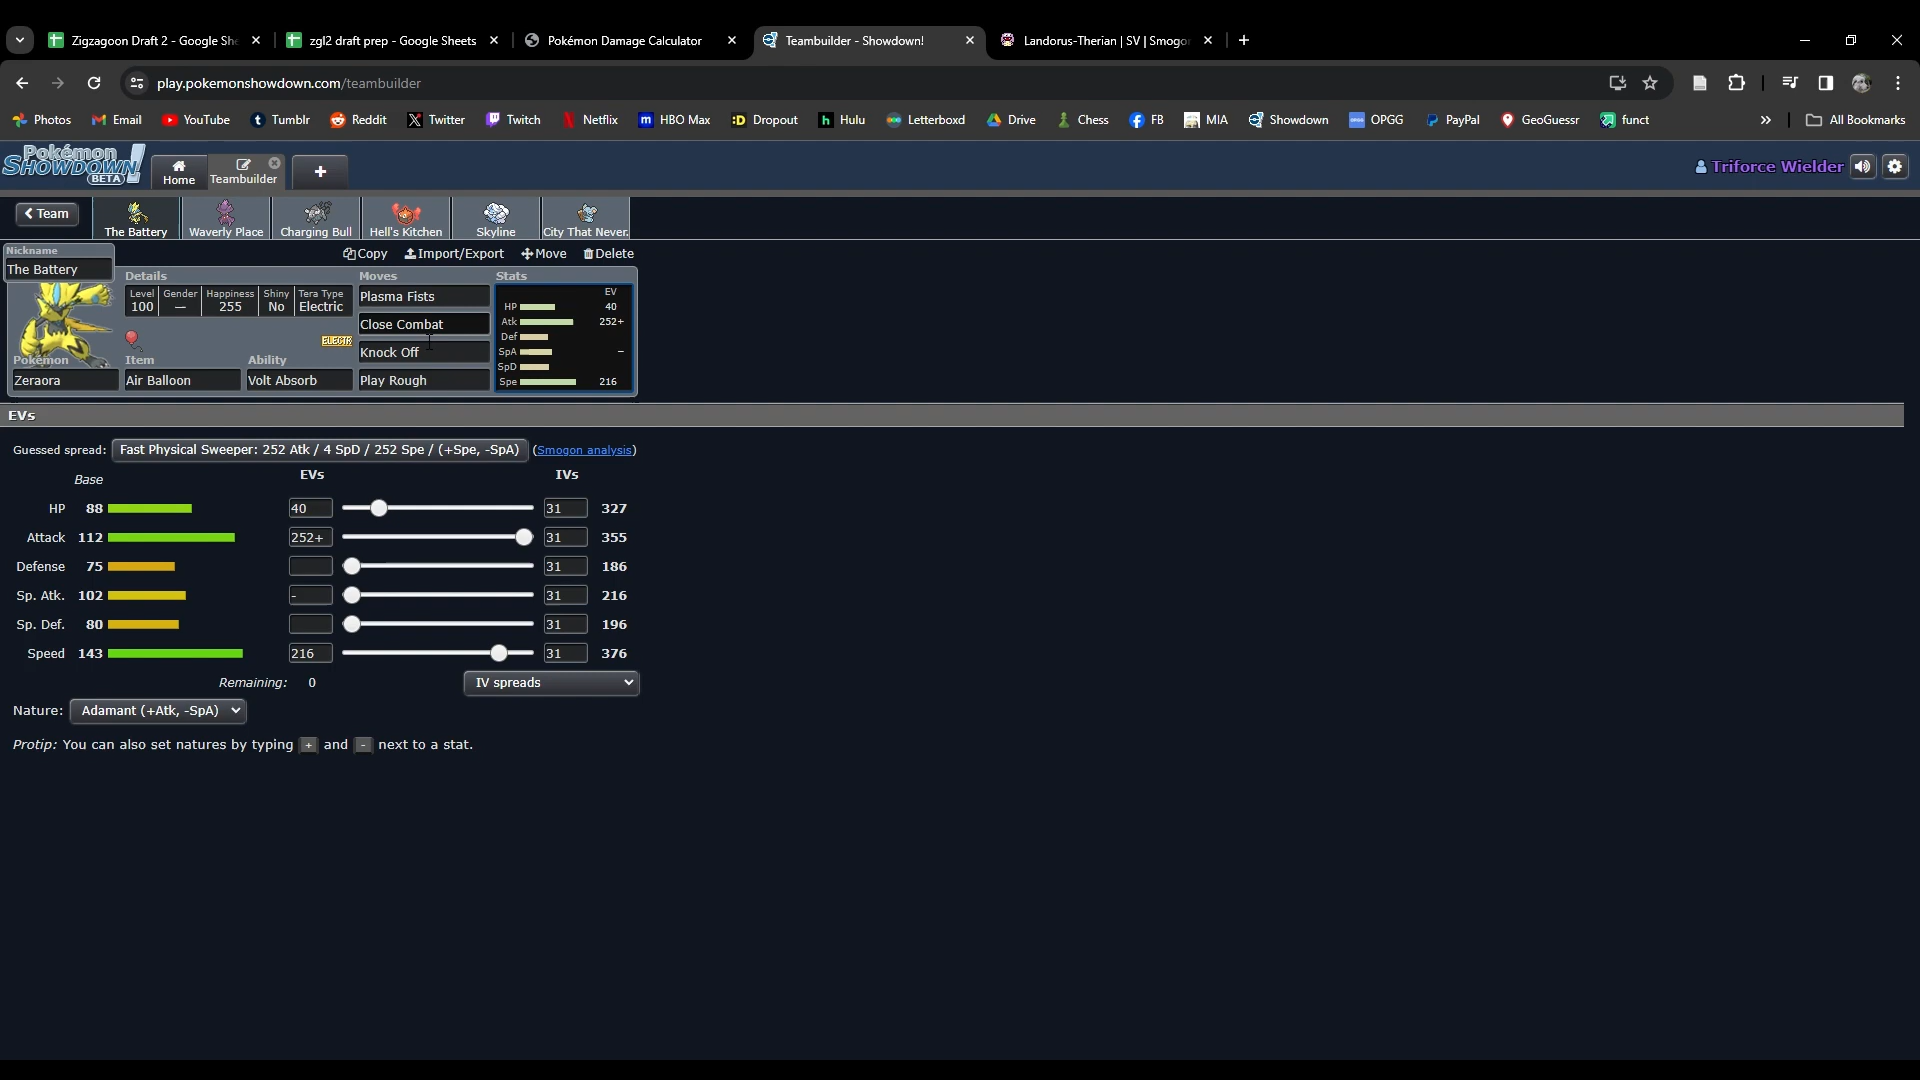 Zigzagoon Draft 2 - Google She
zgl2 draft prep - Google Sheets
Pokémon Damage Calculator
Teambuilder - Showdown!
Landorus-Therian | SV | Smogon
play.pokemonshowdown.com/teambuilder
Photos
Email
YouTube
Tumblr
Reddit
Twitter
Twitch
Netflix
HBO Max
Dropout
Hulu
Letterboxd
Drive
Chess
FB
MIA
Showdown
OPGG
PayPal
GeoGuessr
funct
All Bookmarks
Pokémon SHOWDOWN! BETA
Home
Teambuilder
Triforce Wielder
Team
The Battery
Waverly Place
Charging Bull
Hell's Kitchen
Skyline
City That Never.
Nickname
The Battery
Copy
Import/Export
Move
Delete
Details
Level 100
Gender —
Happiness 255
Shiny No
Tera Type Electric
ELECTR
Pokémon
Zeraora
Item
Air Balloon
Ability
Volt Absorb
Moves
Plasma Fists
Close Combat
Knock Off
Play Rough
Stats
EV
HP 40
Atk 252+
Def
SpA –
SpD
Spe 216
EVs
Guessed spread: Fast Physical Sweeper: 252 Atk / 4 SpD / 252 Spe / (+Spe, -SpA) (Smogon analysis)
Base EVs IVs
HP 88 40 31 327
Attack 112 252+ 31 355
Defense 75 31 186
Sp. Atk. 102 - 31 216
Sp. Def. 80 31 196
Speed 143 216 31 376
Remaining: 0
IV spreads
Nature: Adamant (+Atk, -SpA)
Protip: You can also set natures by typing + and - next to a stat.